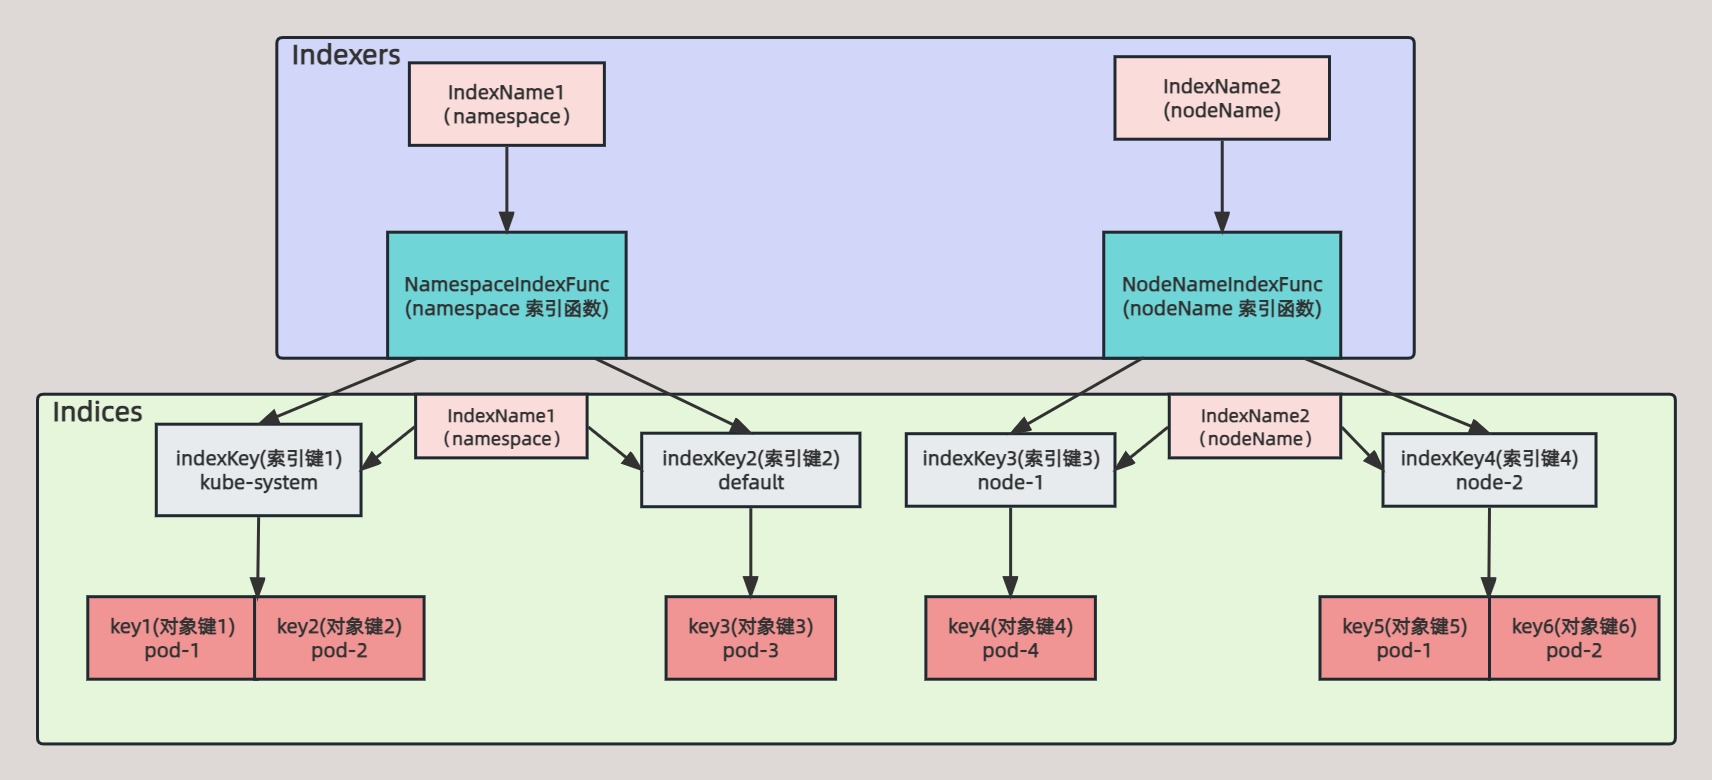 Indexers
IndexName1
（namespace）
IndexName2
(nodeName)
NamespaceIndexFunc
(namespace 索引函数)
NodeNameIndexFunc
(nodeName 索引函数)
Indices
IndexName1
（namespace）
IndexName2
（nodeName）
indexKey(索引键1)
kube-system
indexKey2(索引键2)
default
indexKey3(索引键3)
node-1
indexKey4(索引键4)
node-2
key1(对象键1)
pod-1
key2(对象键2)
pod-2
key3(对象键3)
pod-3
key4(对象键4)
pod-4
key5(对象键5)
pod-1
key6(对象键6)
pod-2